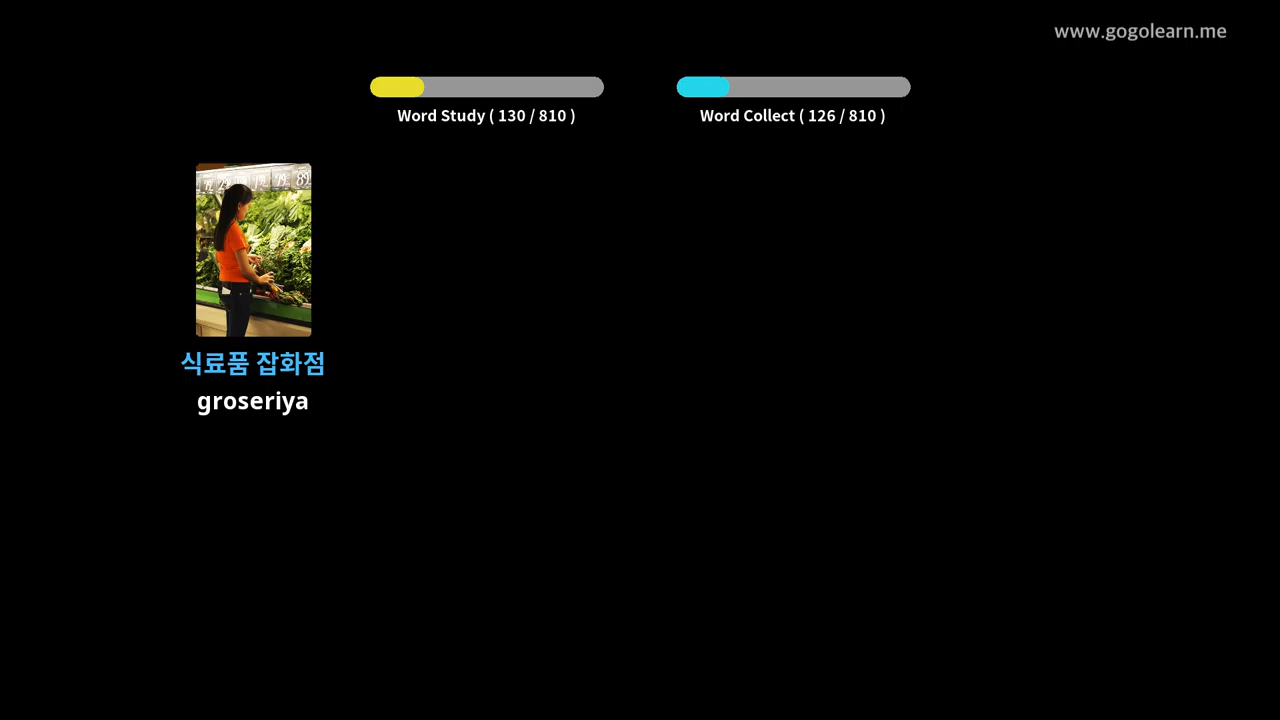 www.gogolearn.me
Word Study ( 130 / 810 )
Word Collect ( 126 / 810 )
식료품 잡화점
groseriya